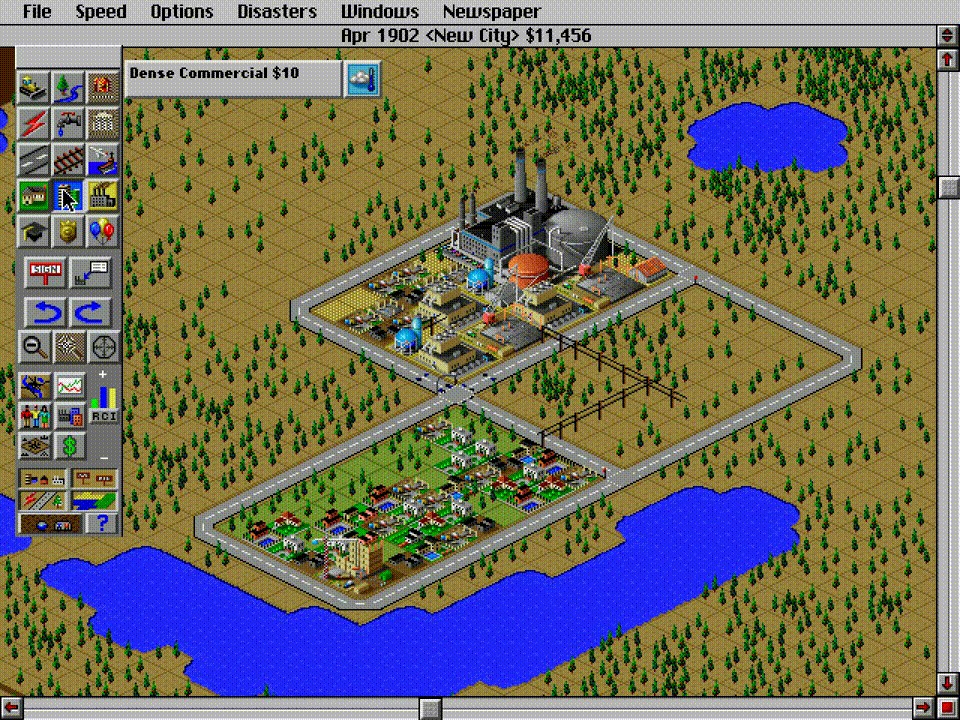 File Speed Options Disasters Windows Newspaper
Apr 1902 <New City> $11,456
Dense Commercial $10
SIGN
+
RCI
−
?